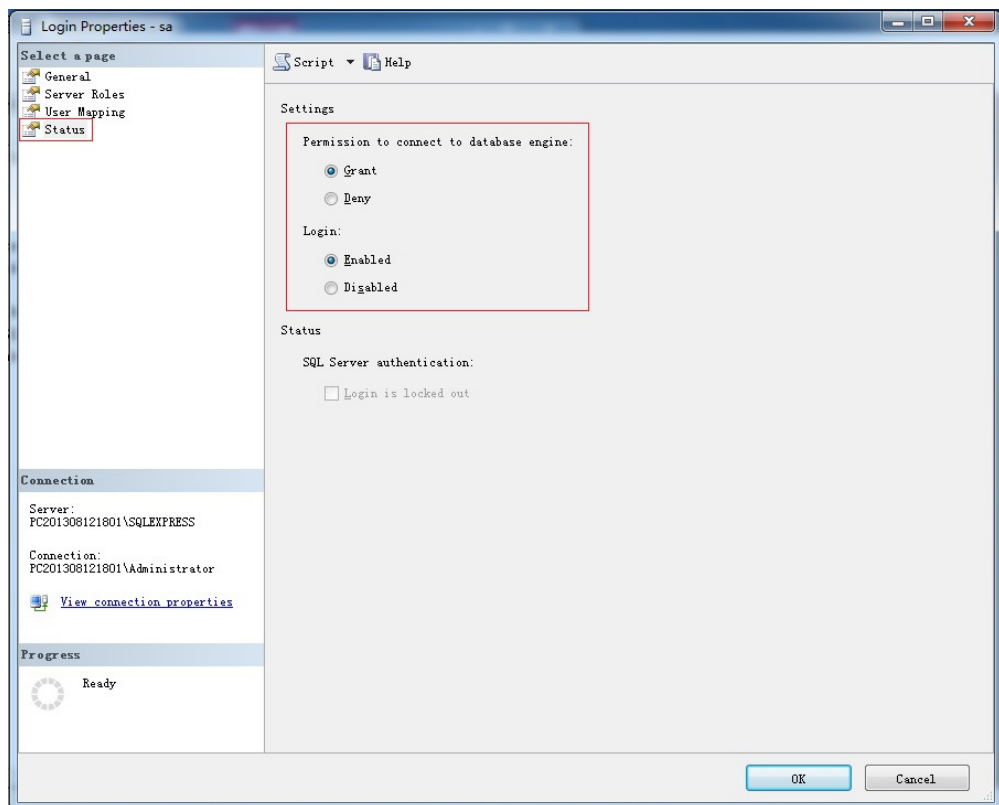 Login Properties - sa
Select a page
General
Server Roles
User Mapping
Status
Script
Help
Settings
Permission to connect to database engine:
Grant
Deny
Login:
Enabled
Disabled
Status
SQL Server authentication:
Login is locked out
Connection
Server:
PC201308121801\SQLEXPRESS
Connection:
PC201308121801\Administrator
View connection properties
Progress
Ready
OK
Cancel